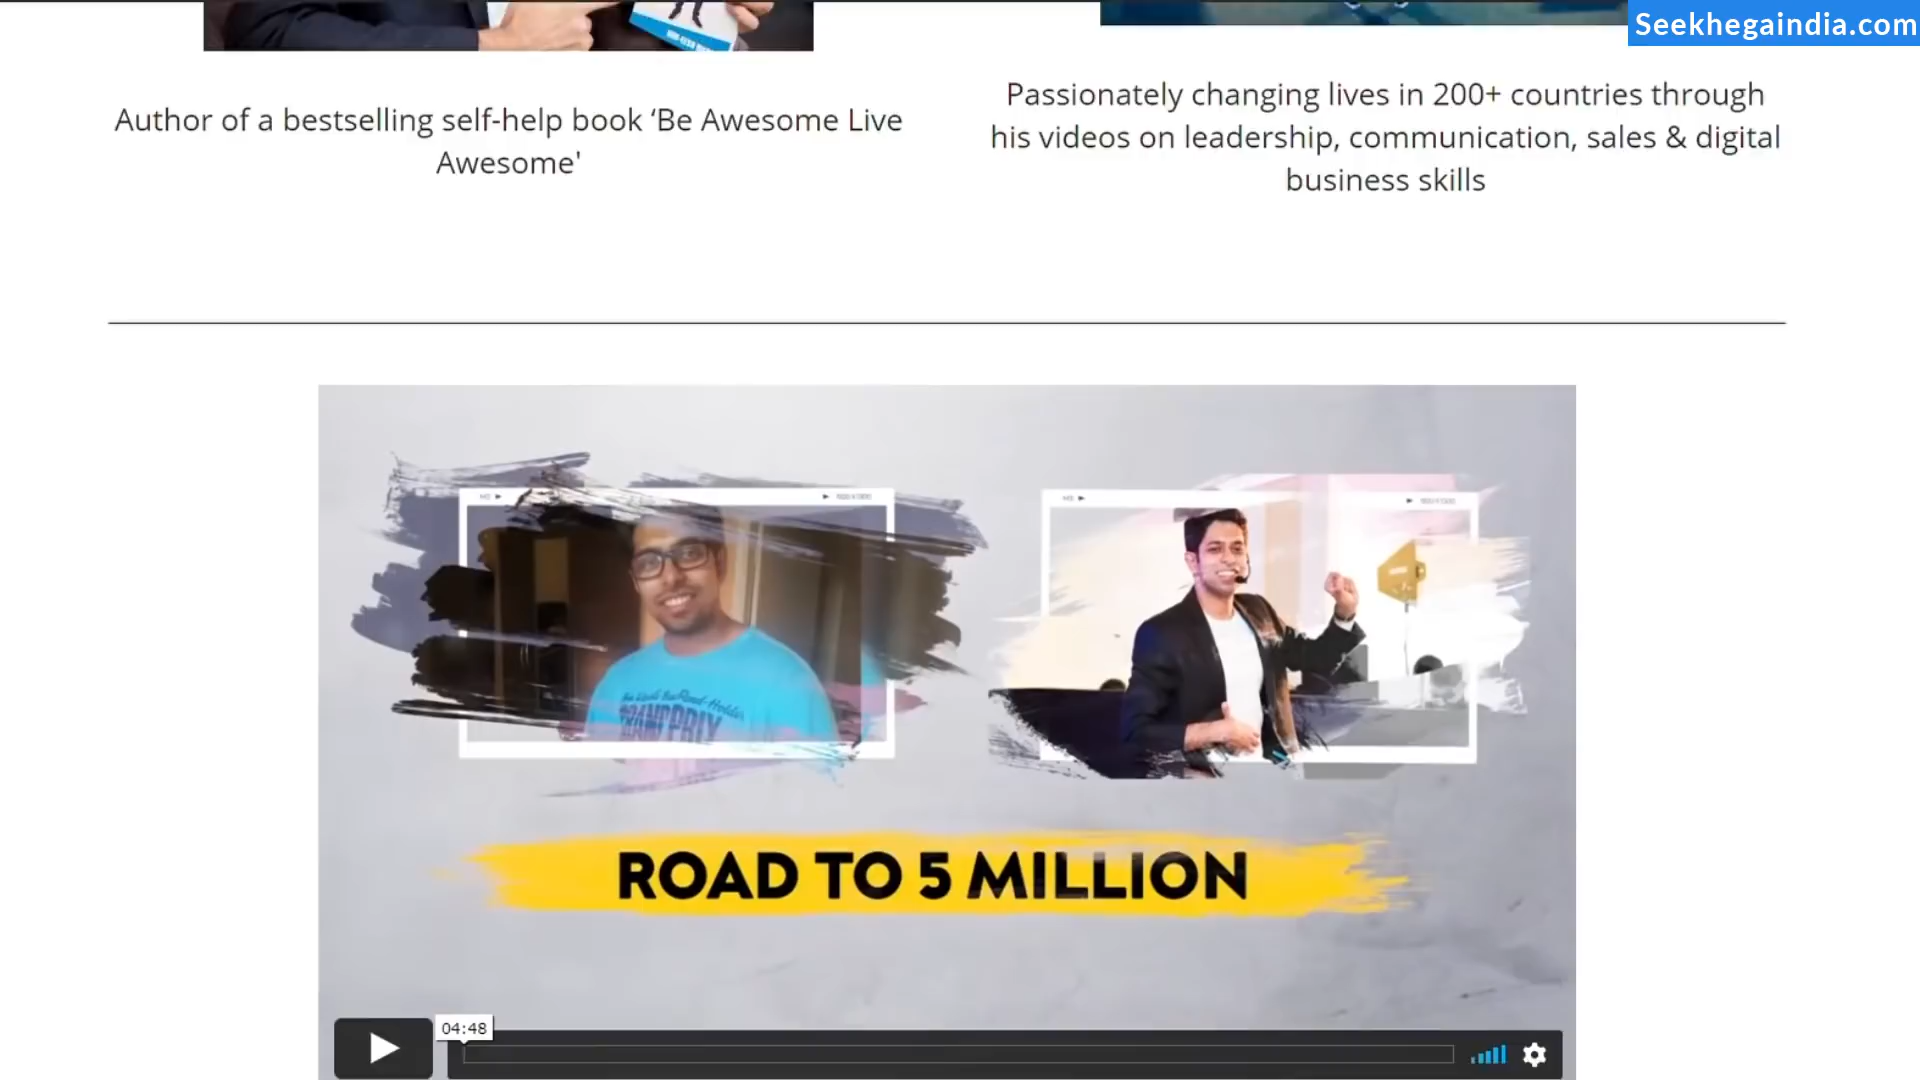 Seekhegaindia.com
Author of a bestselling self-help book ‘Be Awesome Live
Awesome'
Passionately changing lives in 200+ countries through
his videos on leadership, communication, sales & digital
business skills
ROAD TO 5 MILLION
04:48